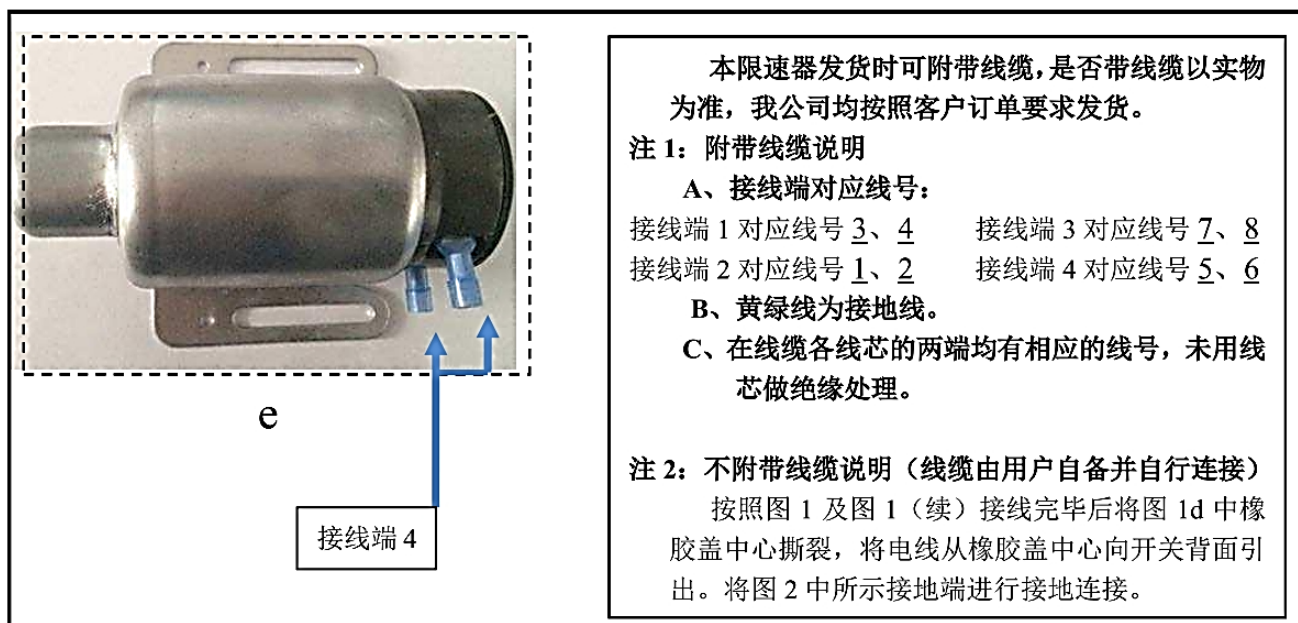 本限速器发货时可附带线缆,是否带线缆以实物
为准，我公司均按照客户订单要求发货。
注 1：附带线缆说明
A、接线端对应线号：
接线端 1 对应线号 3、4 接线端 3 对应线号 7、8
接线端 2 对应线号 1、2 接线端 4 对应线号 5、6
B、黄绿线为接地线。
C、在线缆各线芯的两端均有相应的线号，未用线
芯做绝缘处理。
e
注 2：不附带线缆说明（线缆由用户自备并自行连接）
按照图 1 及图 1（续）接线完毕后将图 1d 中橡
胶盖中心撕裂，将电线从橡胶盖中心向开关背面引
出。将图 2 中所示接地端进行接地连接。
接线端 4